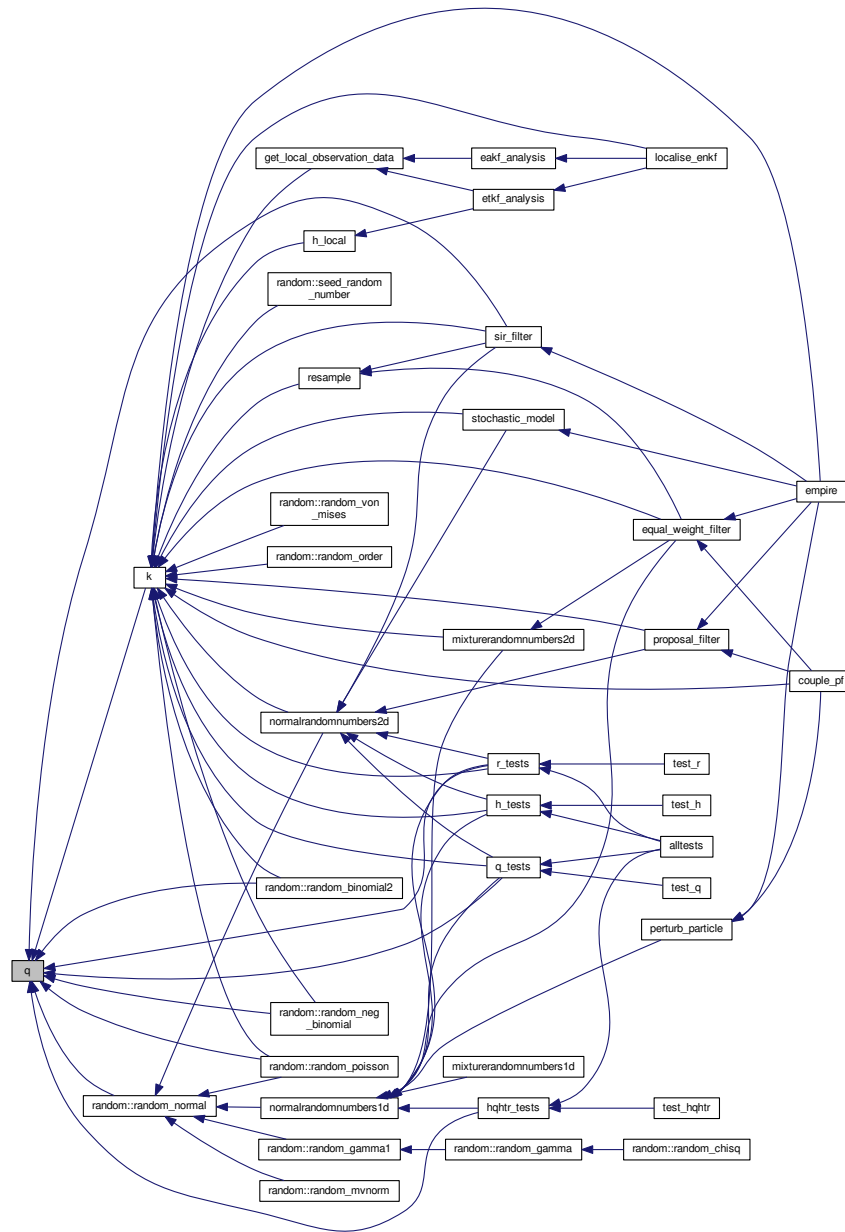 get_local_observation_data
eakf_analysis
localise_enkf
etkf_analysis
h_local
random::seed_random
_number
sir_filter
resample
stochastic_model
empire
random::random_von
_mises
equal_weight_filter
random::random_order
k
mixturerandomnumbers2d
proposal_filter
couple_pf
normalrandomnumbers2d
r_tests
test_r
h_tests
test_h
alltests
q_tests
random::random_binomial2
test_q
perturb_particle
q
random::random_neg
_binomial
random::random_poisson
mixturerandomnumbers1d
random::random_normal
normalrandomnumbers1d
hqhtr_tests
test_hqhtr
random::random_gamma1
random::random_gamma
random::random_chisq
random::random_mvnorm